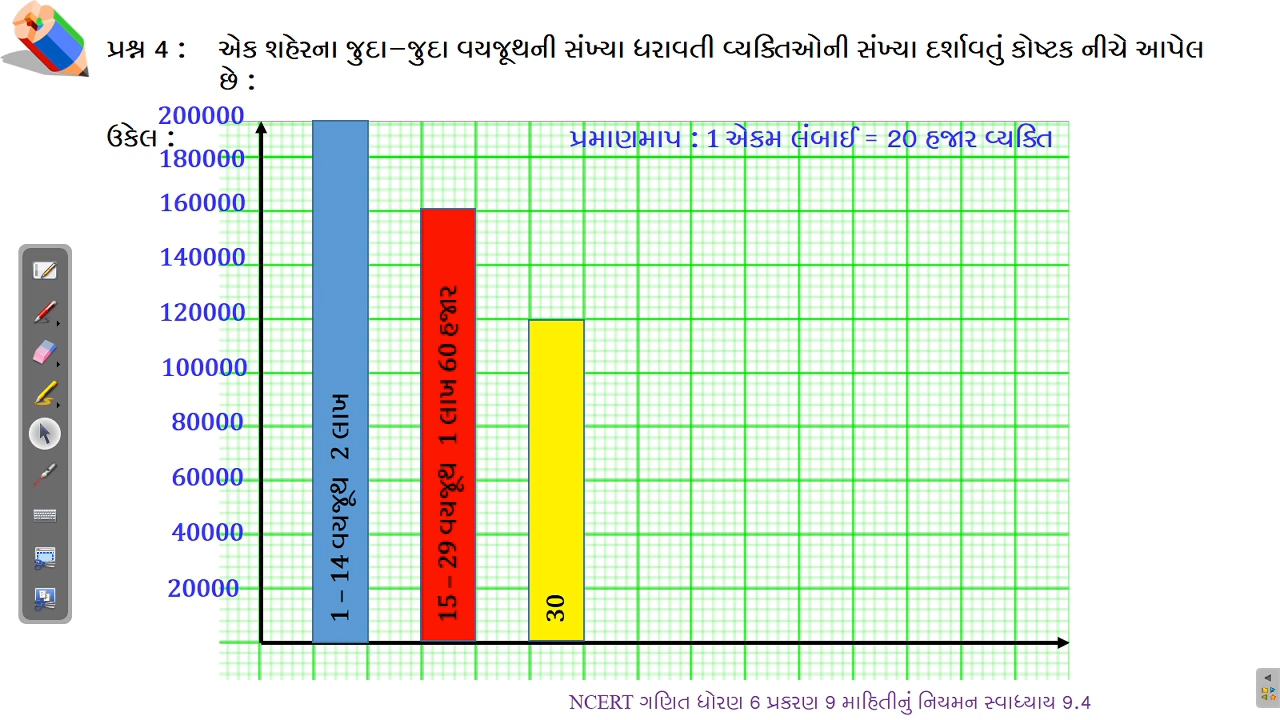 પ્રશ્ન 4 : એક શહેરના જુદા–જુદા વયજૂથની સંખ્યા ધરાવતી વ્યક્તિઓની સંખ્યા દર્શાવતું કોષ્ટક નીચે આપેલ
છે :
ઉકેલ :
પ્રમાણમાપ : 1 એકમ લંબાઈ = 20 હજાર વ્યક્તિ
200000
180000
160000
140000
120000
100000
80000
60000
40000
20000
1 – 14 વયજૂથ 2 લાખ
15 – 29 વયજૂથ 1 લાખ 60 હજાર
30
NCERT ગણિત ધોરણ 6 પ્રકરણ 9 માહિતીનું નિયમન સ્વાધ્યાય 9.4